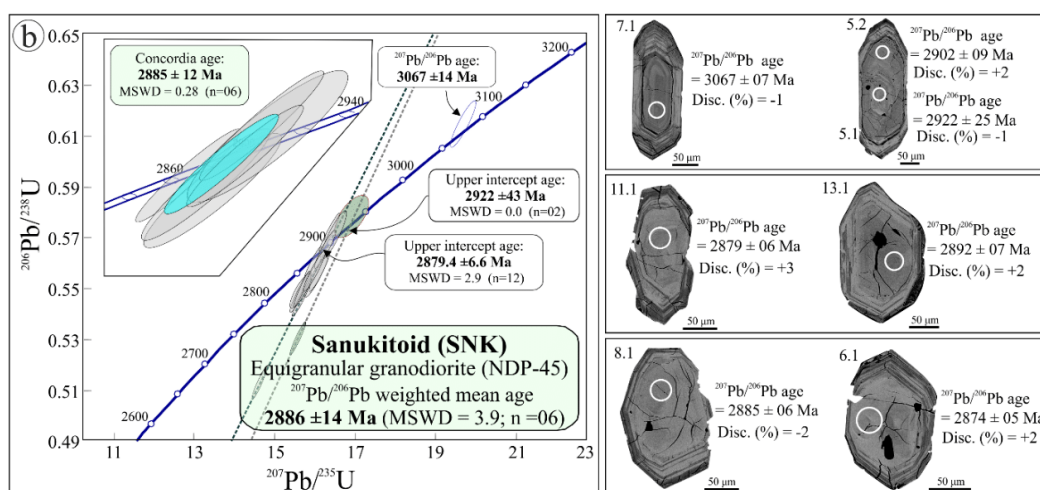 b
0.65
0.63
0.61
0.59
0.57
0.55
0.53
0.51
0.49
206Pb/238U
Concordia age:
2885 ± 12 Ma
MSWD = 0.28 (n=06)
2940
2860
207Pb/206Pb
age:
3067 ±14 Ma
3200
3100
3000
2900
2800
2700
2600
Upper intercept age:
2922 ±43 Ma
MSWD = 0.0 (n=02)
Upper intercept age:
2879.4 ±6.6 Ma
MSWD = 2.9 (n=12)
Sanukitoid (SNK)
Equigranular granodiorite (NDP-45)
207Pb/206Pb weighted mean age
2886 ±14 Ma (MSWD = 3.9; n =06)
11 13 15 17 19 21 23
207Pb/235U
7.1
207Pb/206Pb age
= 3067 ± 07 Ma
Disc. (%) = -1
50 µm
5.2
207Pb/206Pb age
= 2902 ± 09 Ma
Disc. (%) = +2
207Pb/206Pb age
= 2922 ± 25 Ma
Disc. (%) = -1
5.1
50 µm
11.1
207Pb/206Pb age
= 2879 ± 06 Ma
Disc. (%) = +3
50 µm
13.1
207Pb/206Pb age
= 2892 ± 07 Ma
Disc. (%) = +2
50 µm
8.1
207Pb/206Pb age
= 2885 ± 06 Ma
Disc. (%) = -2
50 µm
6.1
207Pb/206Pb age
= 2874 ± 05 Ma
Disc. (%) = +2
50 µm